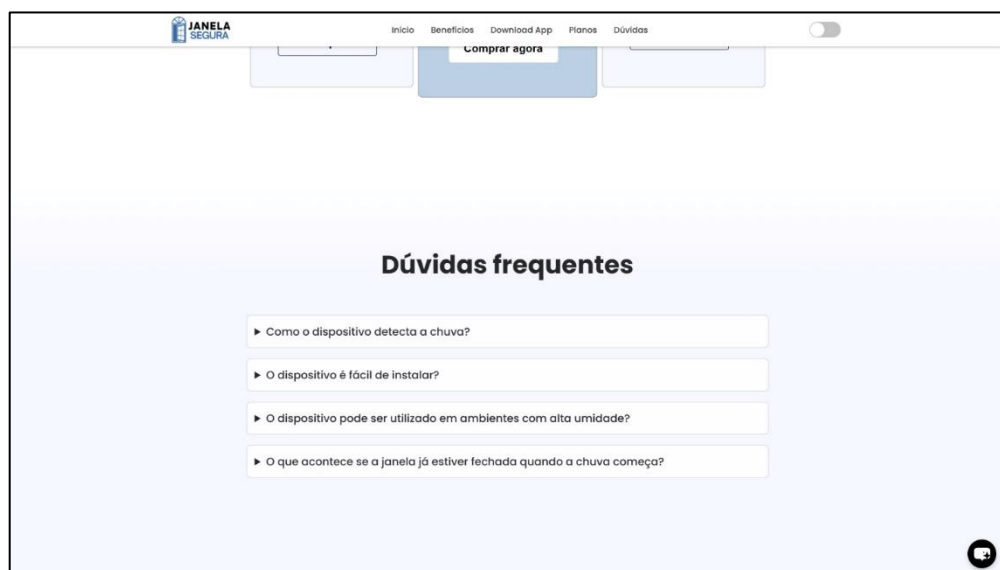 JANELA
SEGURA
Início Benefícios Download App Planos Dúvidas
Comprar agora
Dúvidas frequentes
Como o dispositivo detecta a chuva?
O dispositivo é fácil de instalar?
O dispositivo pode ser utilizado em ambientes com alta umidade?
O que acontece se a janela já estiver fechada quando a chuva começa?